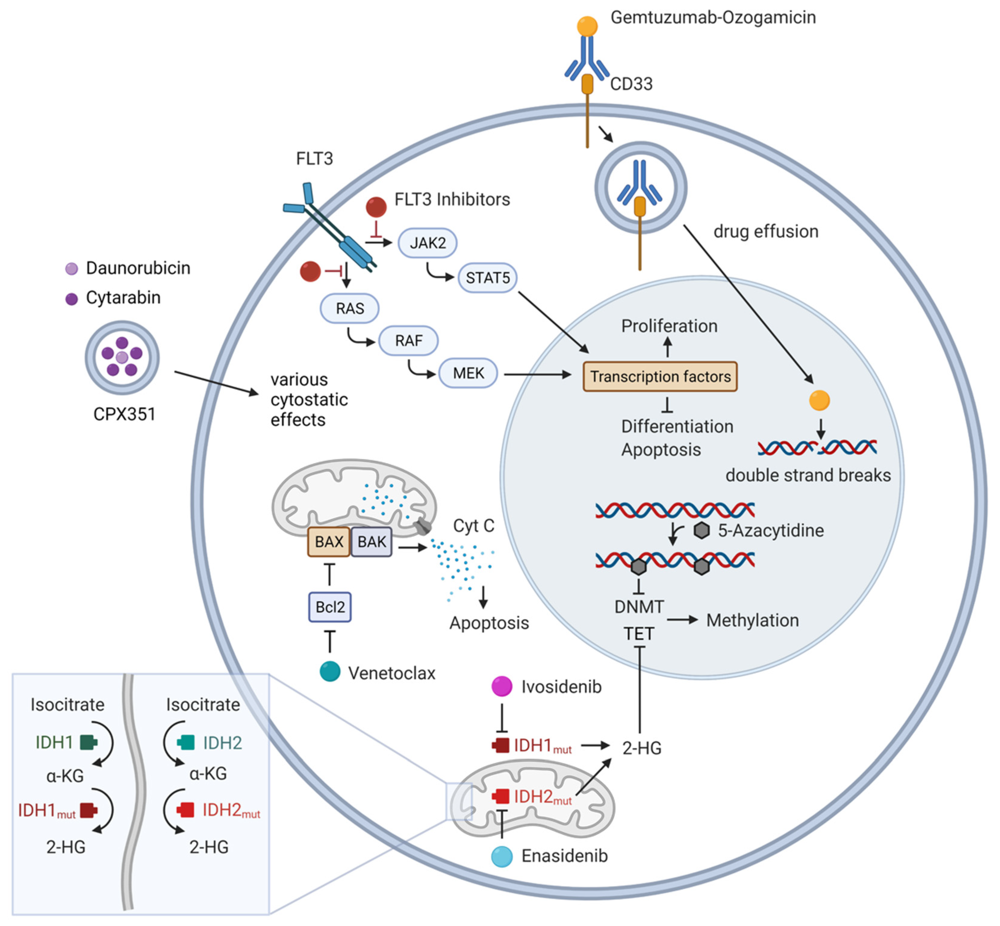 Gemtuzumab-Ozogamicin
CD33
FLT3
FLT3 Inhibitors
JAK2
STAT5
drug effusion
Daunorubicin
Cytarabin
CPX351
various
cytostatic
effects
RAS
RAF
MEK
Proliferation
Transcription factors
Differentiation
Apoptosis
double strand breaks
5-Azacytidine
DNMT
TET
Methylation
BAX
BAK
Cyt C
Bcl2
Apoptosis
Venetoclax
Ivosidenib
IDH1mut
2-HG
IDH2mut
Enasidenib
Isocitrate
IDH1
α-KG
IDH1mut
2-HG
Isocitrate
IDH2
α-KG
IDH2mut
2-HG